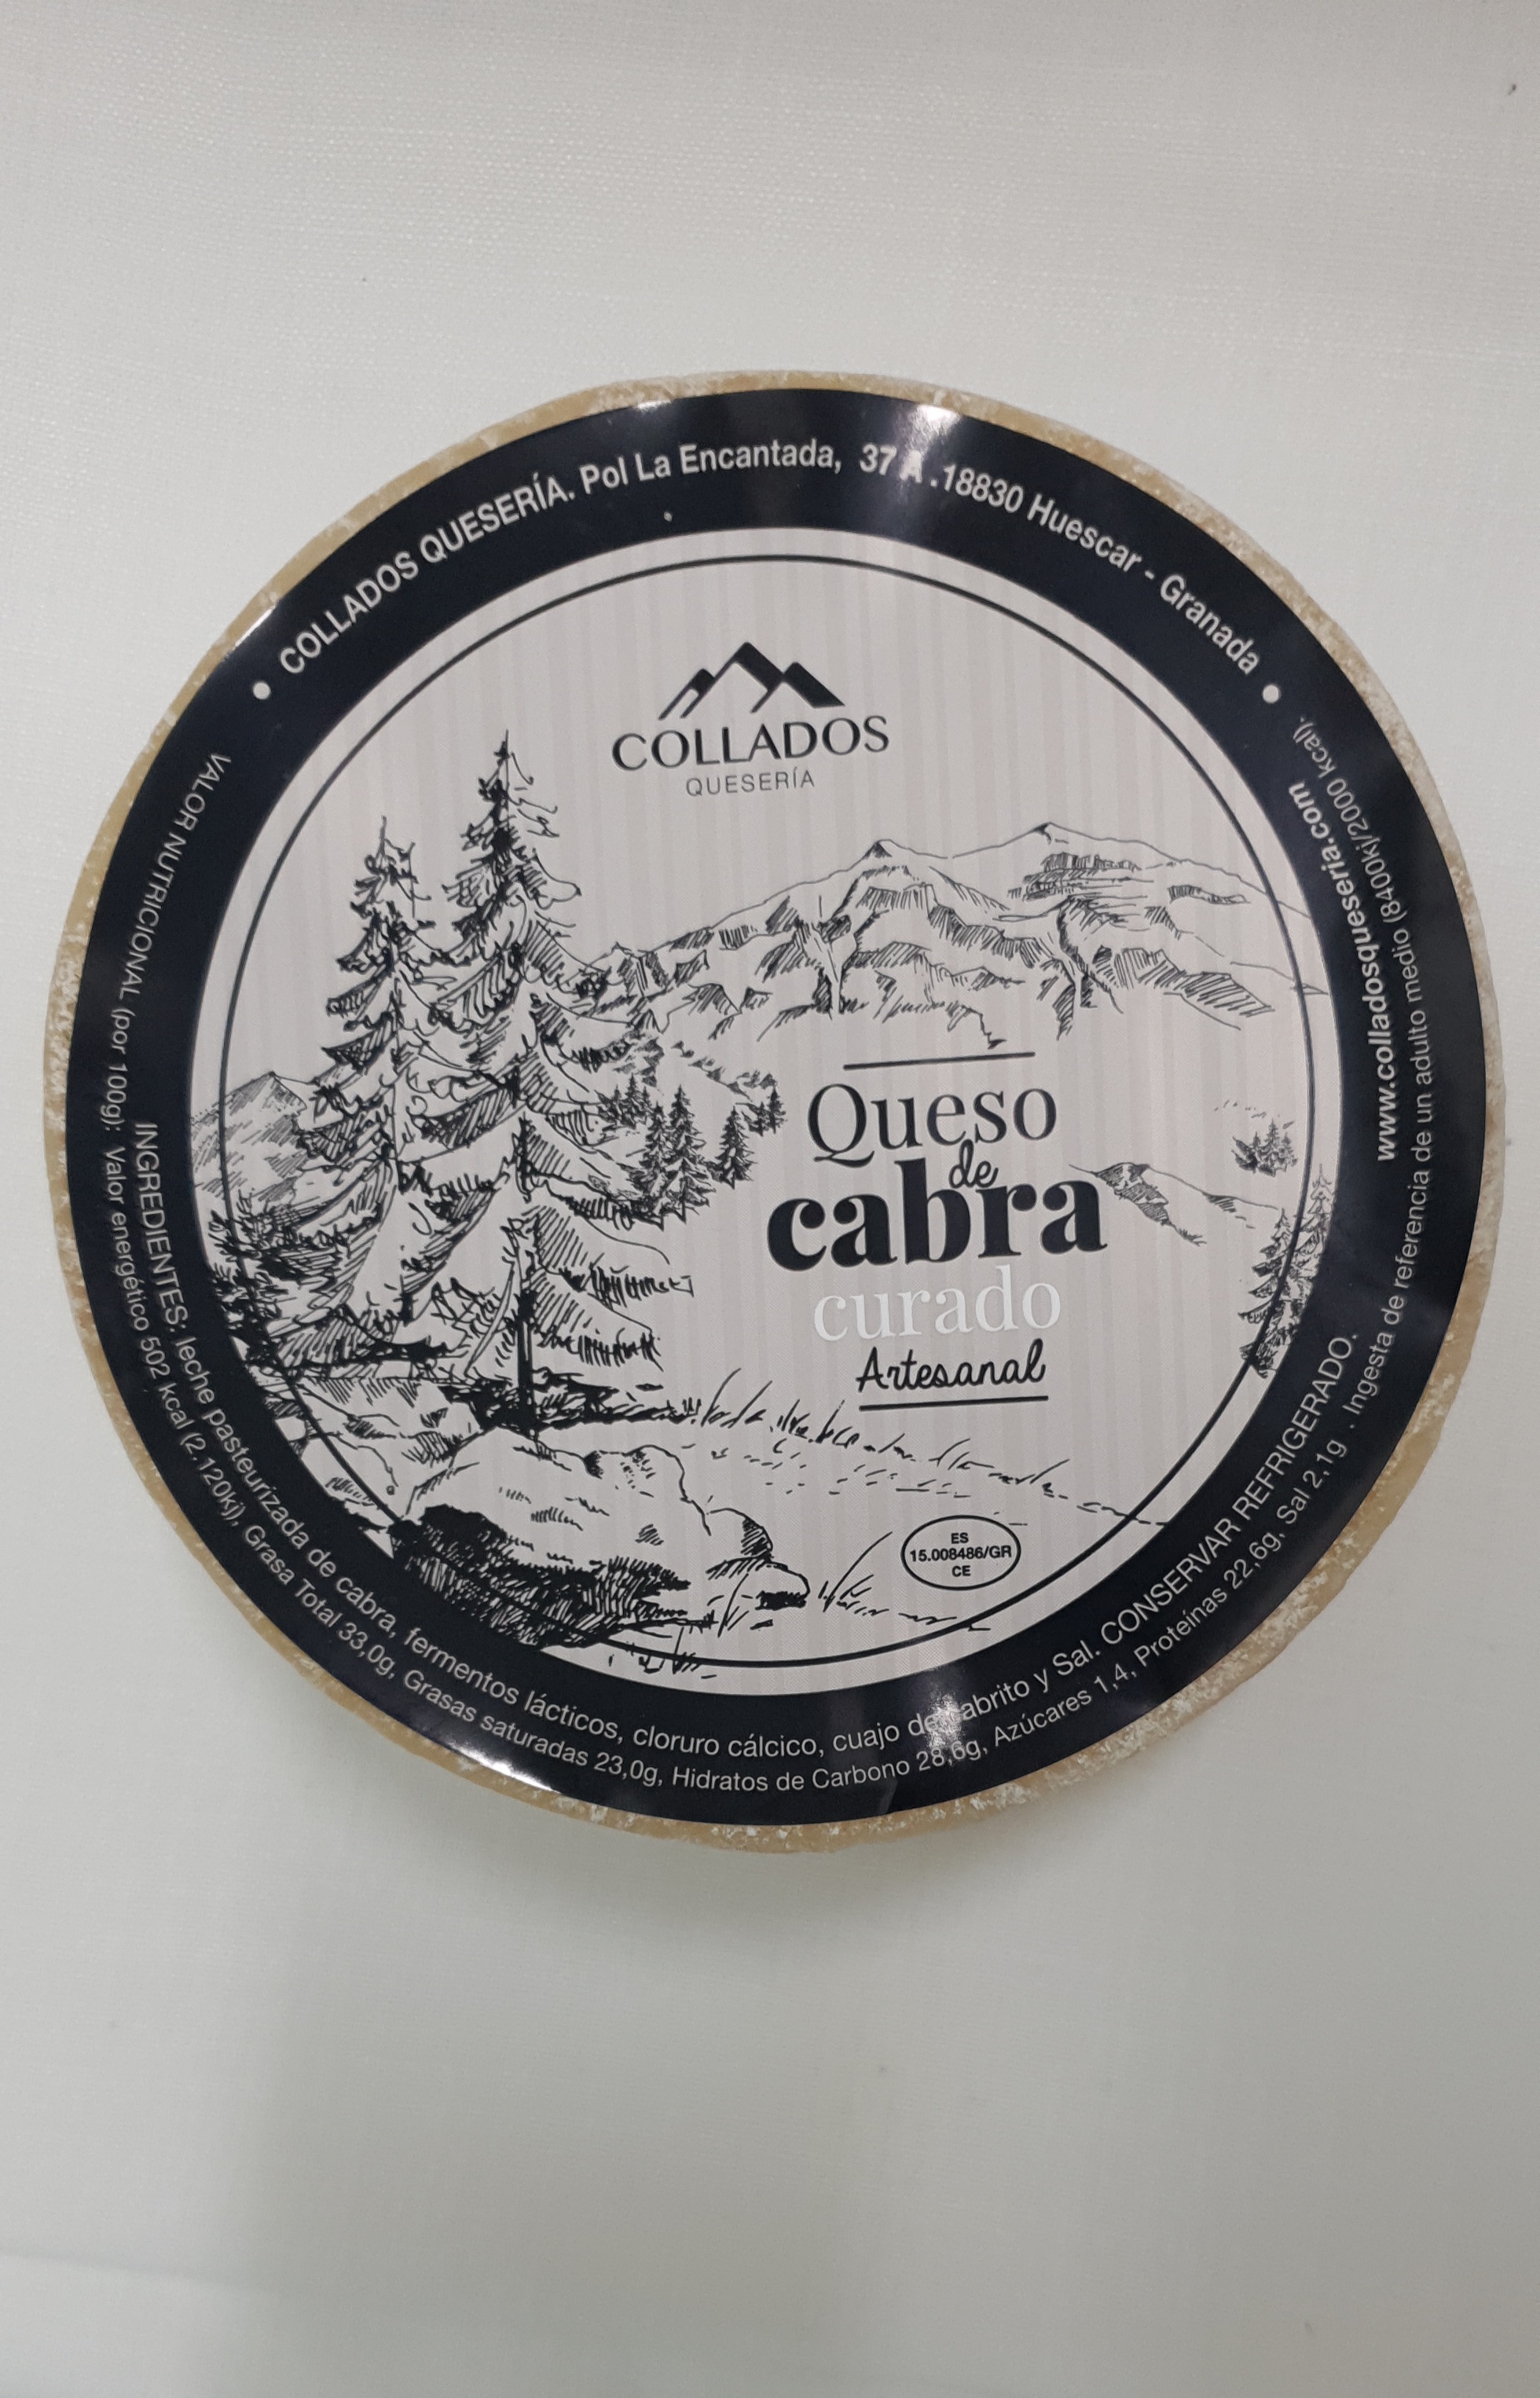 • COLLADOS QUESERÍA. Pol La Encantada, 37 A .18830 Huescar - Granada •
COLLADOS
QUESERÍA
Queso
de
cabra
curado
Artesanal
ES
15.008486/GR
CE
INGREDIENTES: leche pasteurizada de cabra, fermentos lácticos, cloruro cálcico, cuajo de cabrito y Sal. CONSERVAR REFRIGERADO.
www.colladosqueseria.com
VALOR NUTRICIONAL (por 100g): Valor energético 502 kcal (2.120kj), Grasa Total 33,0g, Grasas saturadas 23,0g, Hidratos de Carbono 28,6g, Azúcares 1,4, Proteínas 22,6g, Sal 2,1g . Ingesta de referencia de un adulto medio (8400kj/2000 kcal).